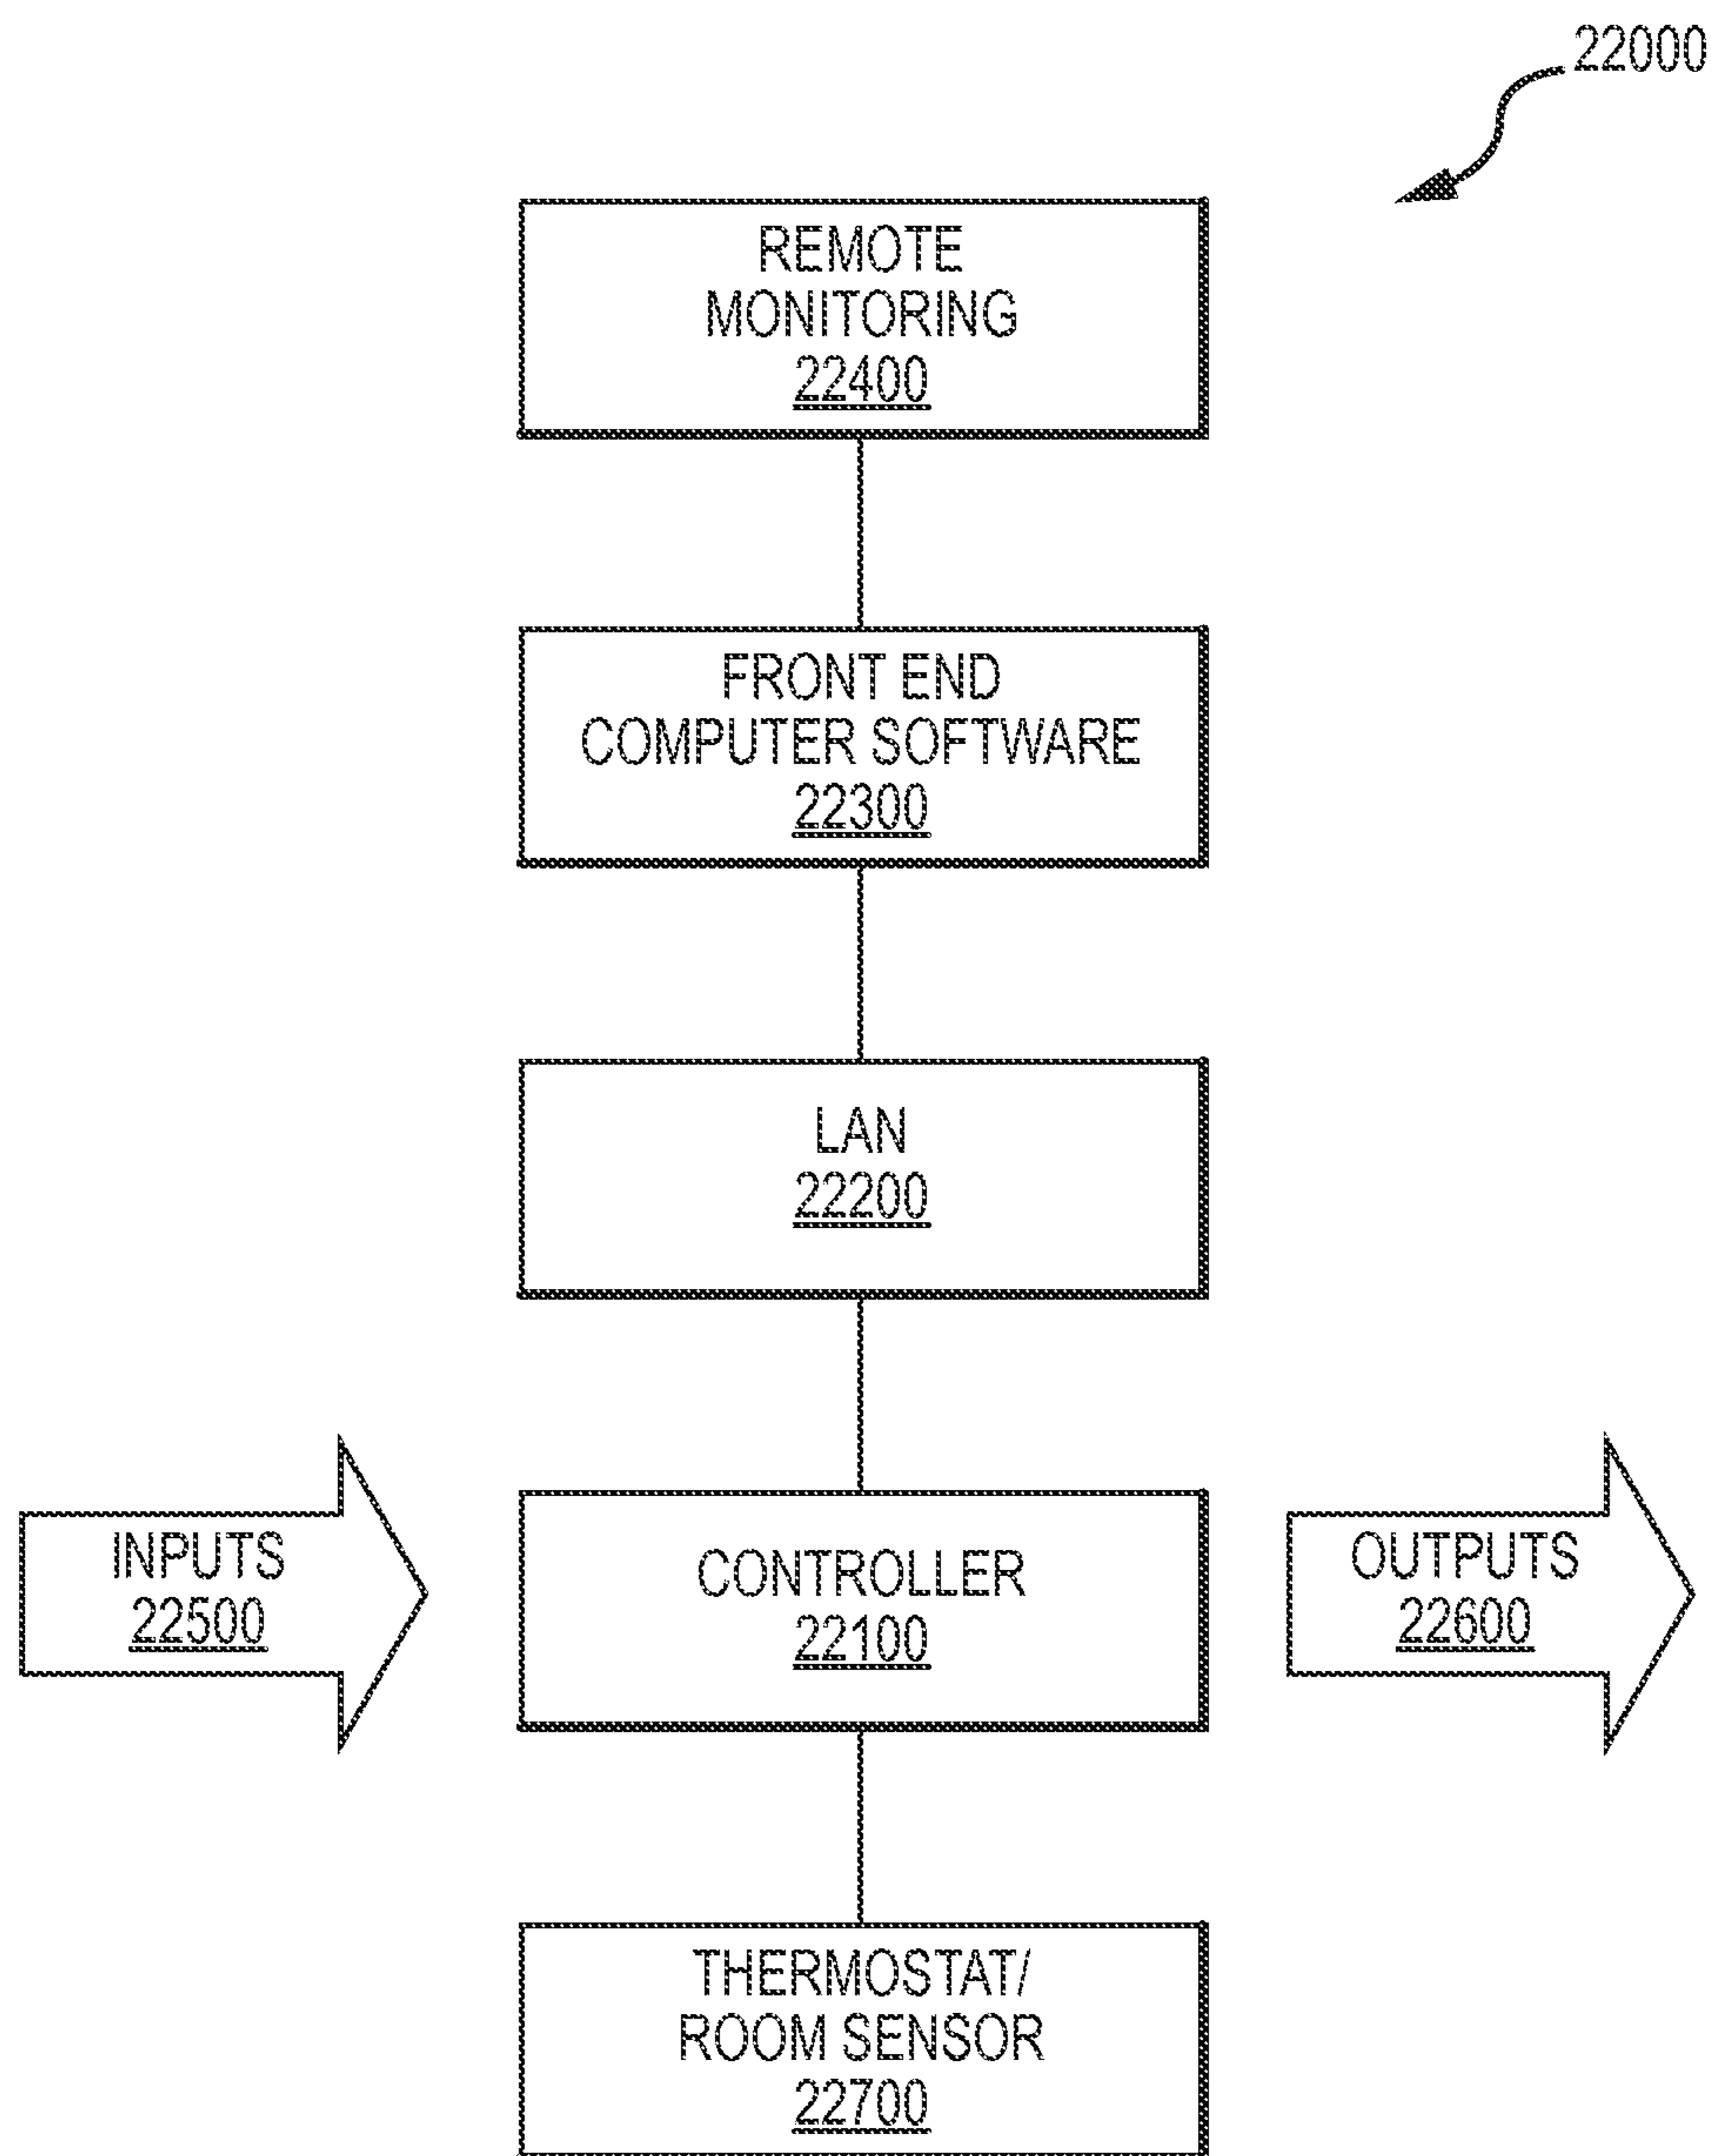 22000
REMOTE
MONITORING
22400
FRONT END
COMPUTER SOFTWARE
22300
LAN
22200
INPUTS
22500
CONTROLLER
22100
OUTPUTS
22600
THERMOSTAT/
ROOM SENSOR
22700